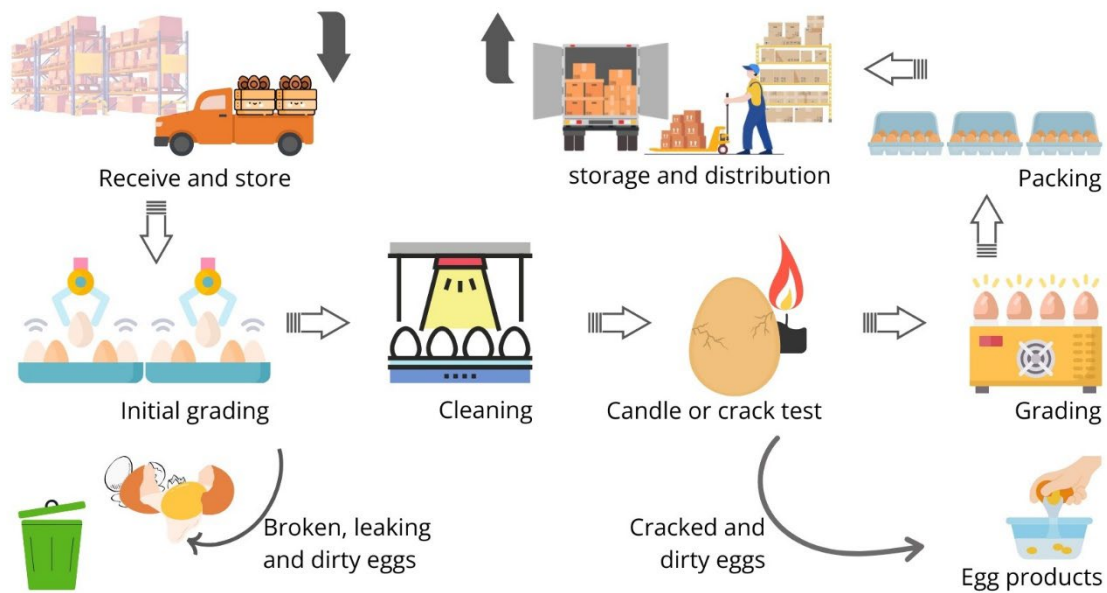 Receive and store
storage and distribution
Packing
Initial grading
Cleaning
Candle or crack test
Grading
Broken, leaking
and dirty eggs
Cracked and
dirty eggs
Egg products